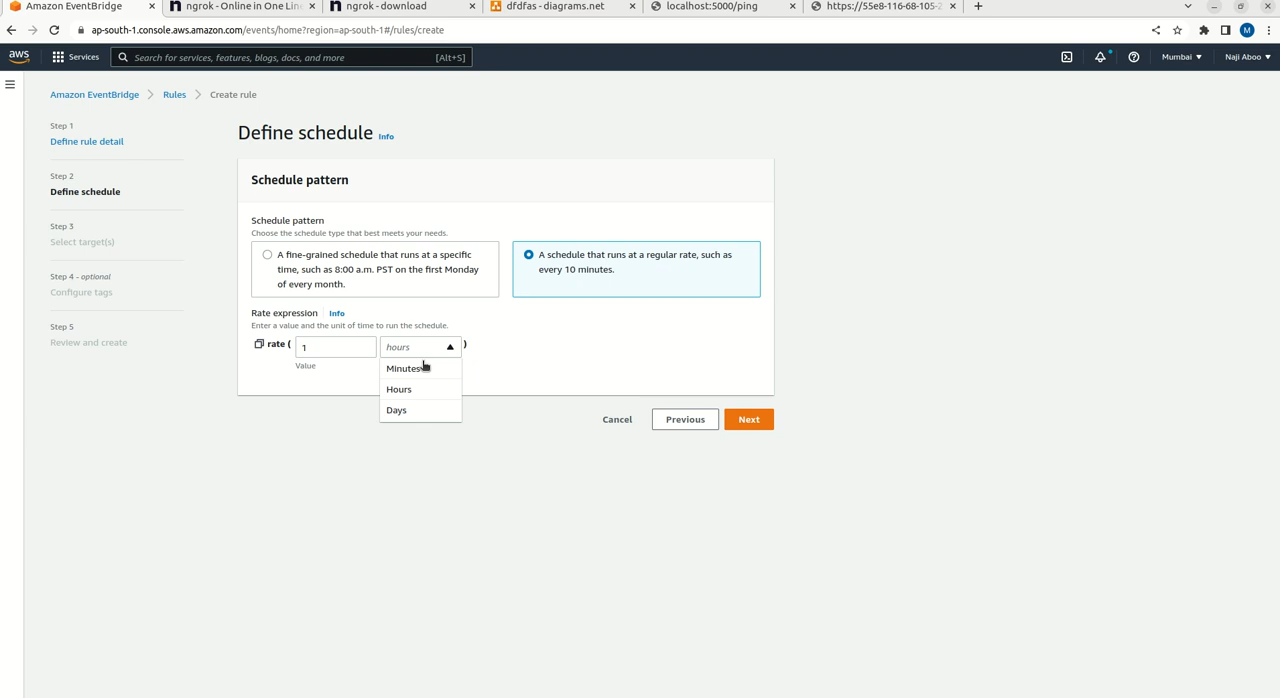 Amazon EventBridge
ngrok - Online in One Line
ngrok - download
dfdfas - diagrams.net
localhost:5000/ping
https://55e8-116-68-105-2
ap-south-1.console.aws.amazon.com/events/home?region=ap-south-1#/rules/create
M
aws
Services
Search for services, features, blogs, docs, and more
[Alt+S]
Mumbai
Naji Aboo
Amazon EventBridge
Rules
Create rule
Step 1
Define rule detail
Step 2
Define schedule
Step 3
Select target(s)
Step 4 - optional
Configure tags
Step 5
Review and create
Define schedule Info
Schedule pattern
Schedule pattern
Choose the schedule type that best meets your needs.
A fine-grained schedule that runs at a specific
time, such as 8:00 a.m. PST on the first Monday
of every month.
A schedule that runs at a regular rate, such as
every 10 minutes.
Rate expression Info
Enter a value and the unit of time to run the schedule.
rate ( 1 hours )
Value
Minutes
Hours
Days
Cancel
Previous
Next